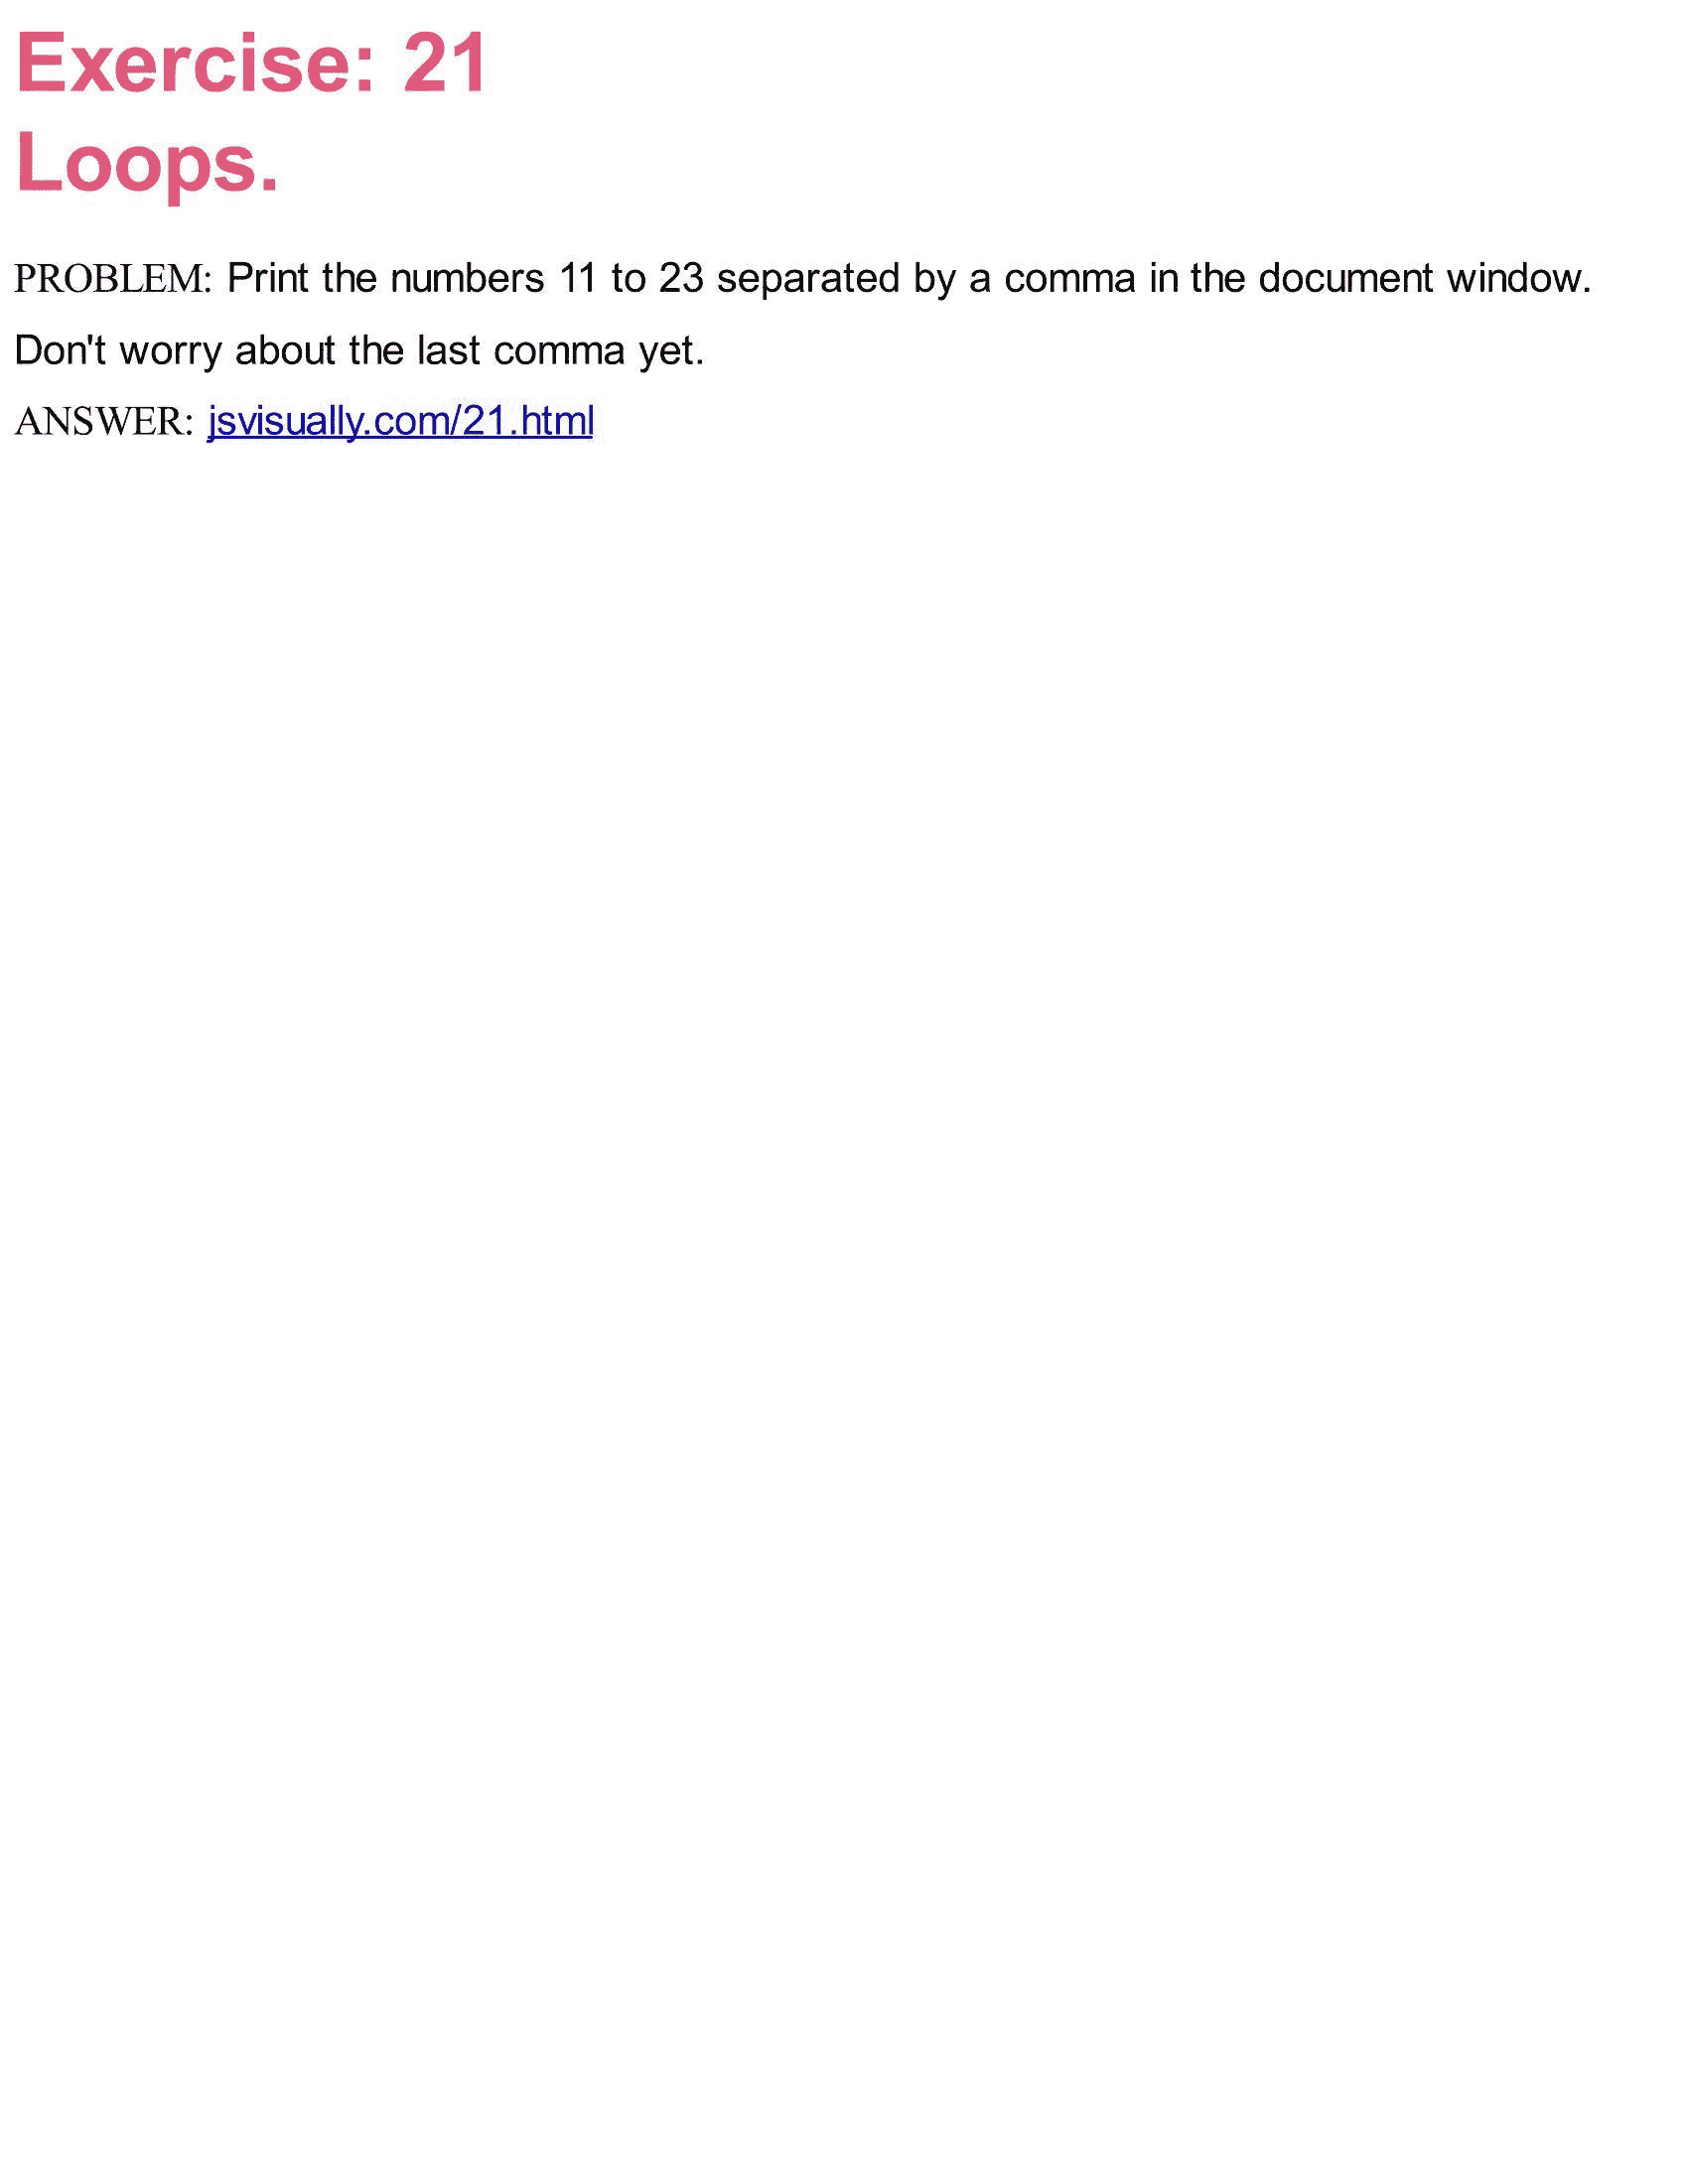 Exercise: 21
Loops.
PROBLEM: Print the numbers 11 to 23 separated by a comma in the document window.
Don't worry about the last comma yet.
ANSWER: jsvisually.com/21.html